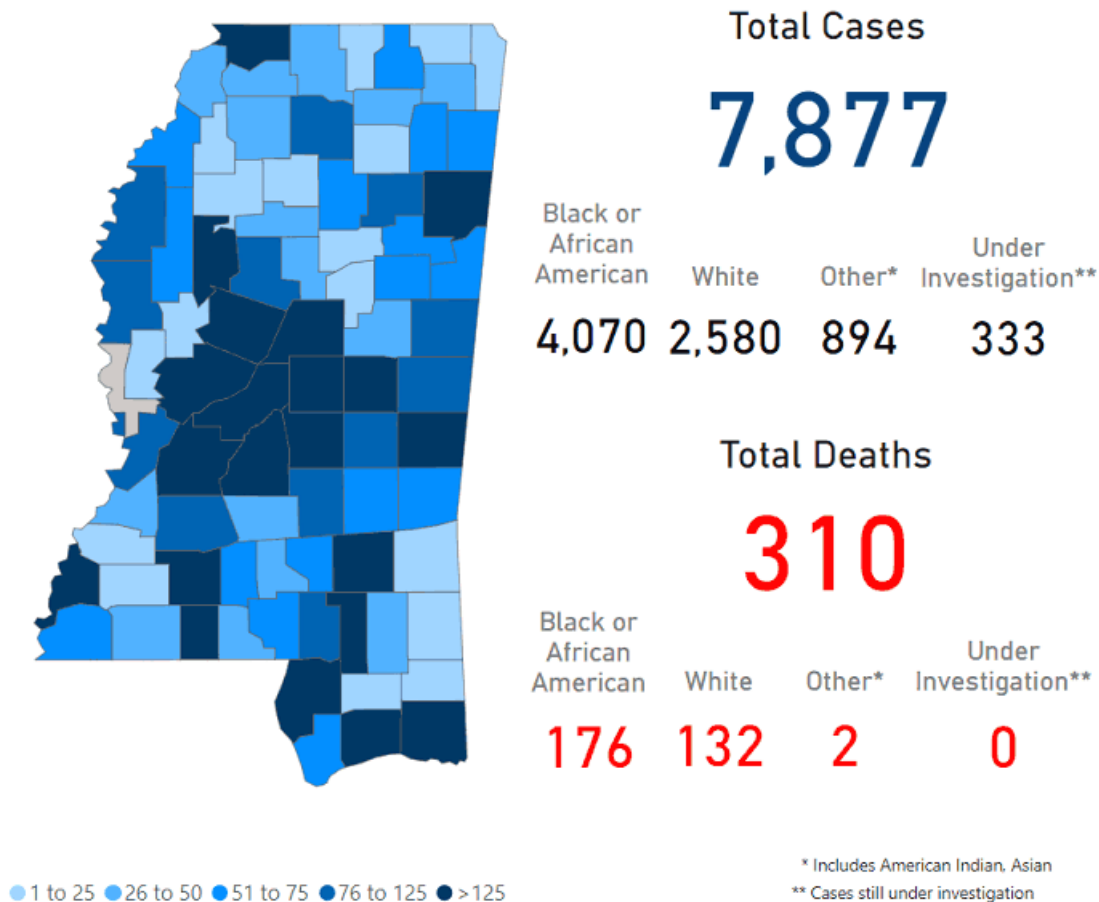 Total Cases
7,877
Black or
African
American
4,070
White
2,580
Other*
894
Under
Investigation**
333
Total Deaths
310
Black or
African
American
176
White
132
Other*
2
Under
Investigation**
0
1 to 25 26 to 50 51 to 75 76 to 125 >125
* Includes American Indian, Asian
** Cases still under investigation